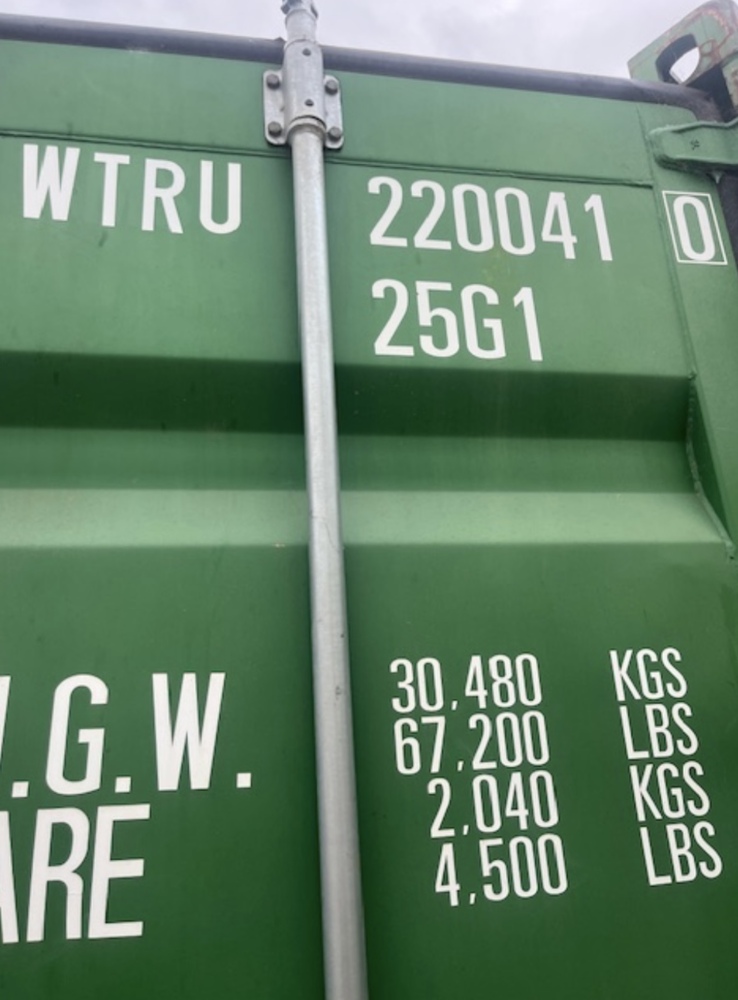 WTRU 220041 0
25G1
.G.W. 30,480 KGS
67,200 LBS
ARE 2,040 KGS
4,500 LBS